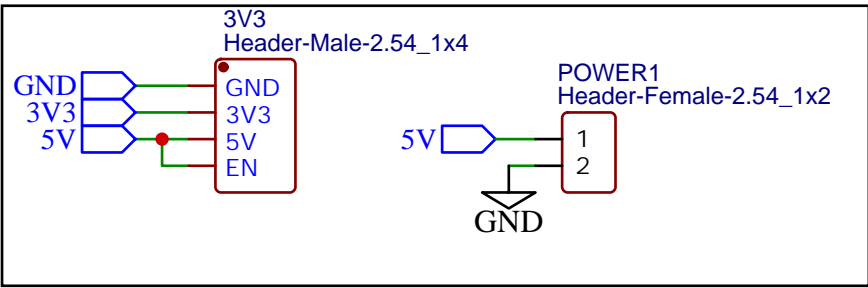 3V3
Header-Male-2.54_1x4
GND
3V3
5V
GND
3V3
5V
EN
POWER1
Header-Female-2.54_1x2
5V
1
2
GND